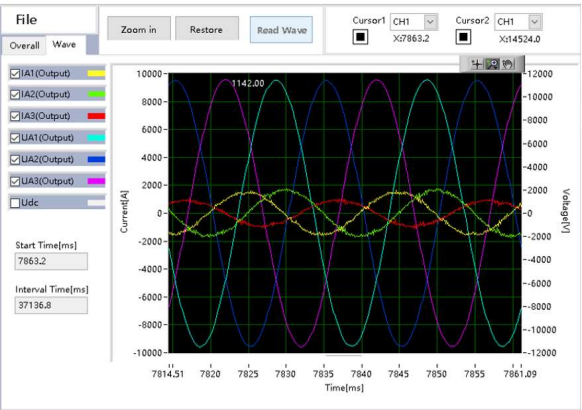 File
Zoom in
Restore
Read Wave
Cursor1 CH1
X:7863.2
Cursor2 CH1
X:14524.0
Overall
Wave
IA1(Output)
IA2(Output)
IA3(Output)
UA1(Output)
UA2(Output)
UA3(Output)
Udc
Start Time[ms]
7863.2
Interval Time[ms]
37136.8
1142.00
Current[A]
10000
8000
6000
4000
2000
0
-2000
-4000
-6000
-8000
-10000
Voltage[V]
12000
10000
8000
6000
4000
2000
0
-2000
-4000
-6000
-8000
-10000
-12000
7814.51 7820 7825 7830 7835 7840 7845 7850 7855 7861.09
Time[ms]